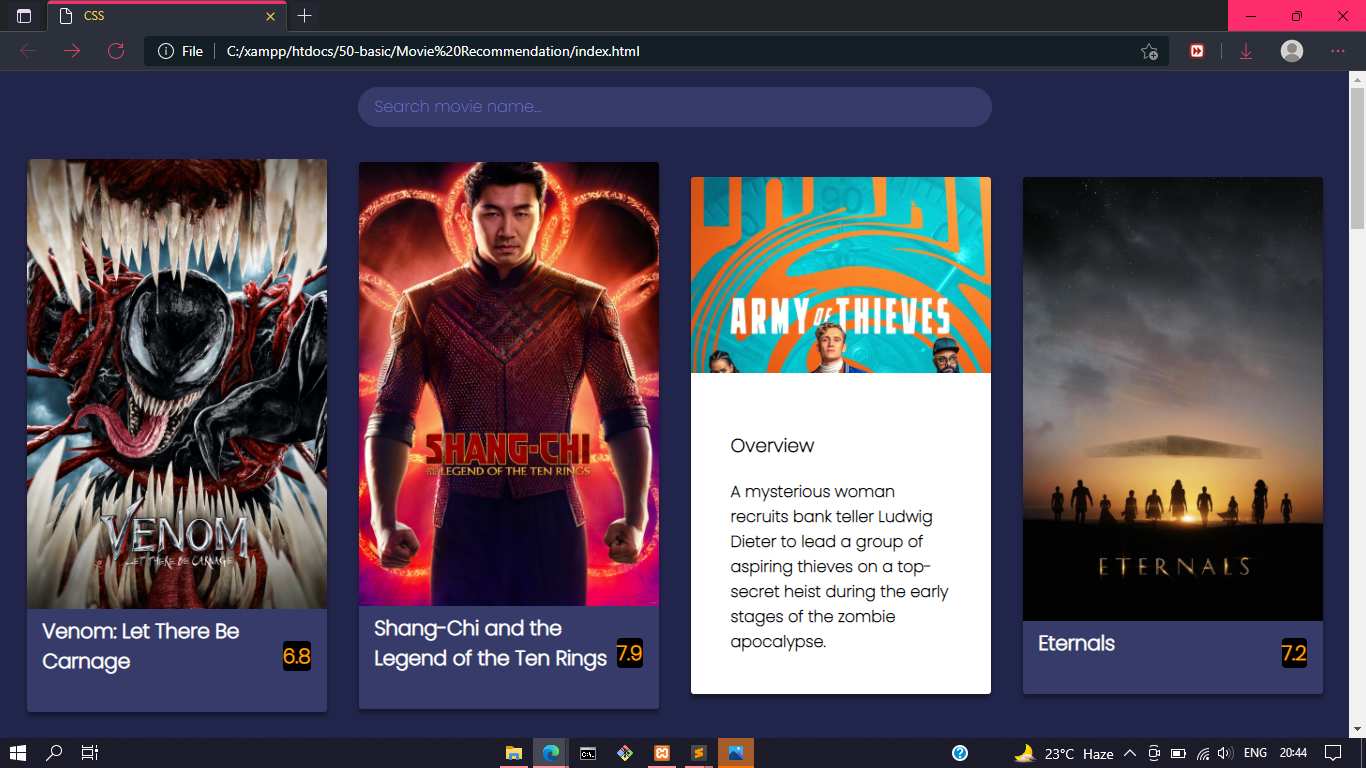 CSS
File
C:/xampp/htdocs/50-basic/Movie%20Recommendation/index.html
Search movie name...
VENOM
LET THERE BE CARNAGE
Venom: Let There Be
Carnage
6.8
SHANG-CHI
AND THE
LEGEND OF THE TEN RINGS
Shang-Chi and the
Legend of the Ten Rings
7.9
90
ARMY OF THIEVES
Overview
A mysterious woman
recruits bank teller Ludwig
Dieter to lead a group of
aspiring thieves on a top-
secret heist during the early
stages of the zombie
apocalypse.
ETERNALS
Eternals
7.2
23°C Haze
ENG
20:44